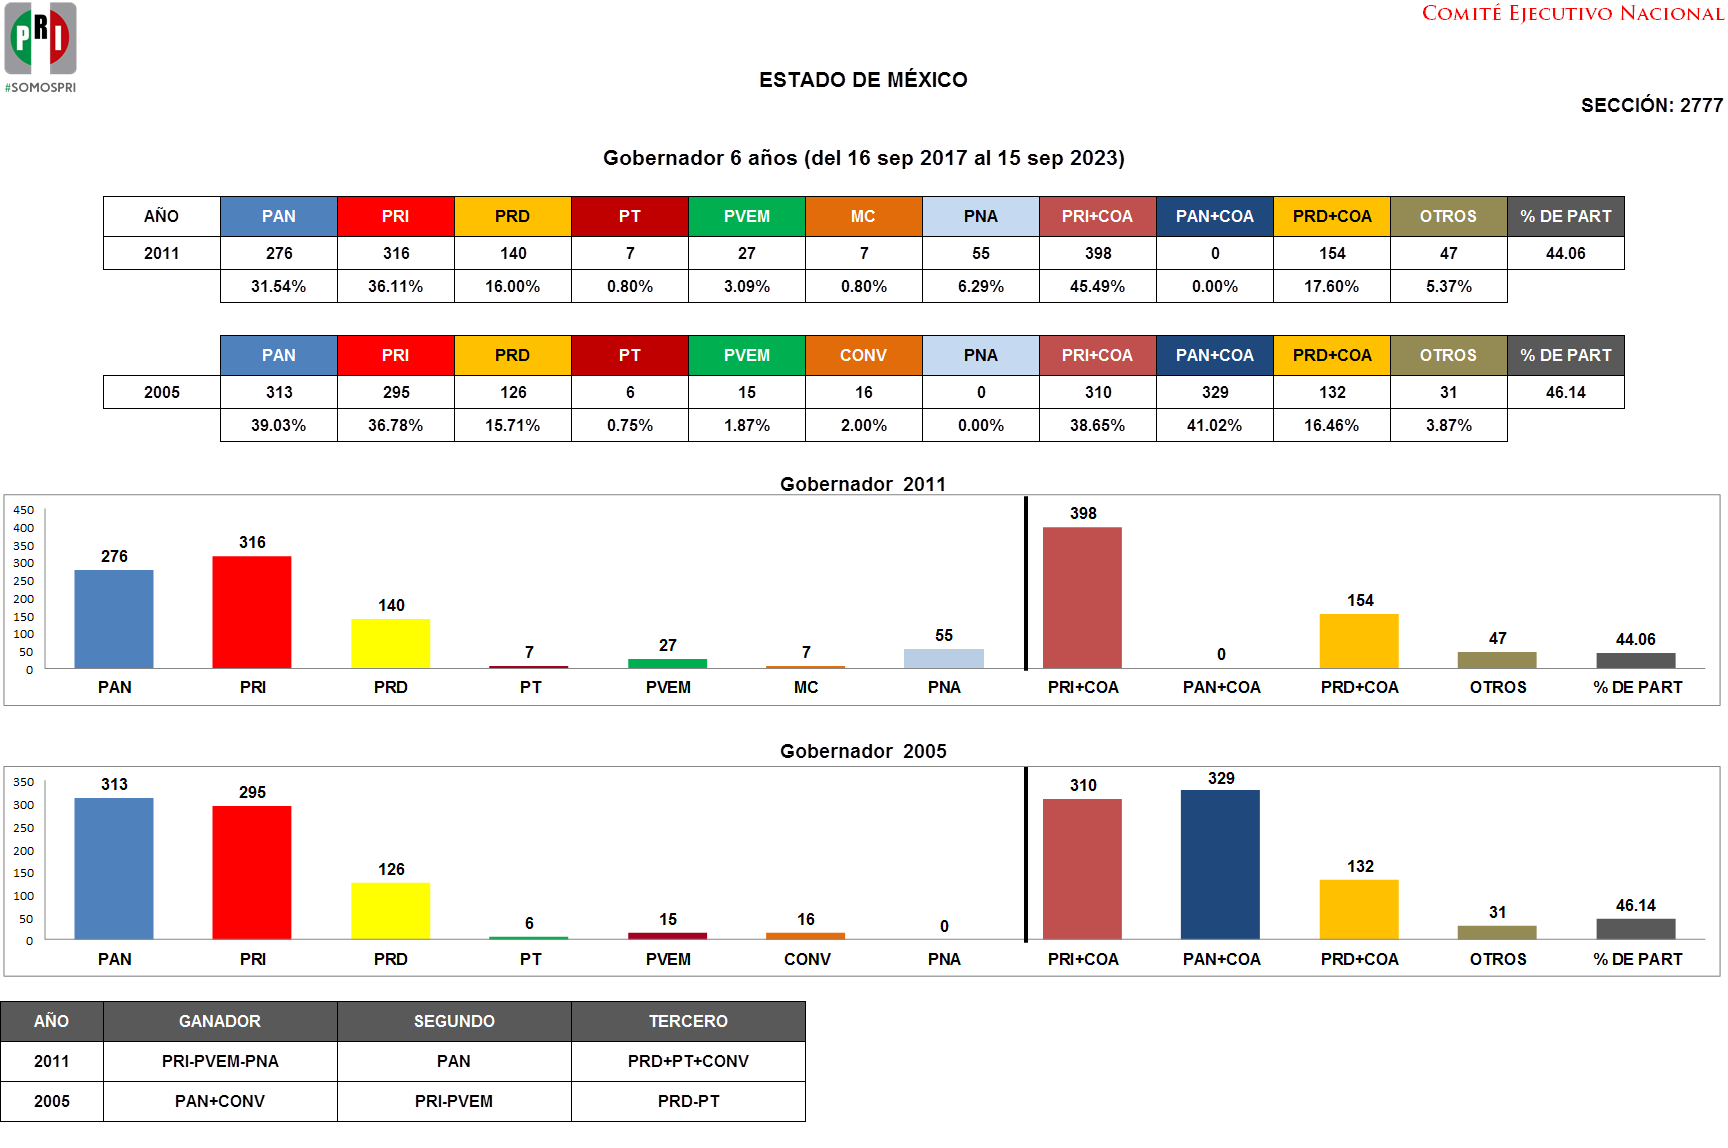 PRI
#SOMOSPRI
COMITÉ EJECUTIVO NACIONAL
ESTADO DE MÉXICO
SECCIÓN: 2777
Gobernador 6 años (del 16 sep 2017 al 15 sep 2023)
AÑO PAN PRI PRD PT PVEM MC PNA PRI+COA PAN+COA PRD+COA OTROS % DE PART
2011 276 316 140 7 27 7 55 398 0 154 47 44.06
31.54% 36.11% 16.00% 0.80% 3.09% 0.80% 6.29% 45.49% 0.00% 17.60% 5.37%
PAN PRI PRD PT PVEM CONV PNA PRI+COA PAN+COA PRD+COA OTROS % DE PART
2005 313 295 126 6 15 16 0 310 329 132 31 46.14
39.03% 36.78% 15.71% 0.75% 1.87% 2.00% 0.00% 38.65% 41.02% 16.46% 3.87%
Gobernador 2011
450
400
350
300
250
200
150
100
50
0
276 316 140 7 27 7 55 398 0 154 47 44.06
PAN PRI PRD PT PVEM MC PNA PRI+COA PAN+COA PRD+COA OTROS % DE PART
Gobernador 2005
350
300
250
200
150
100
50
0
313 295 126 6 15 16 0 310 329 132 31 46.14
PAN PRI PRD PT PVEM CONV PNA PRI+COA PAN+COA PRD+COA OTROS % DE PART
AÑO GANADOR SEGUNDO TERCERO
2011 PRI-PVEM-PNA PAN PRD+PT+CONV
2005 PAN+CONV PRI-PVEM PRD-PT